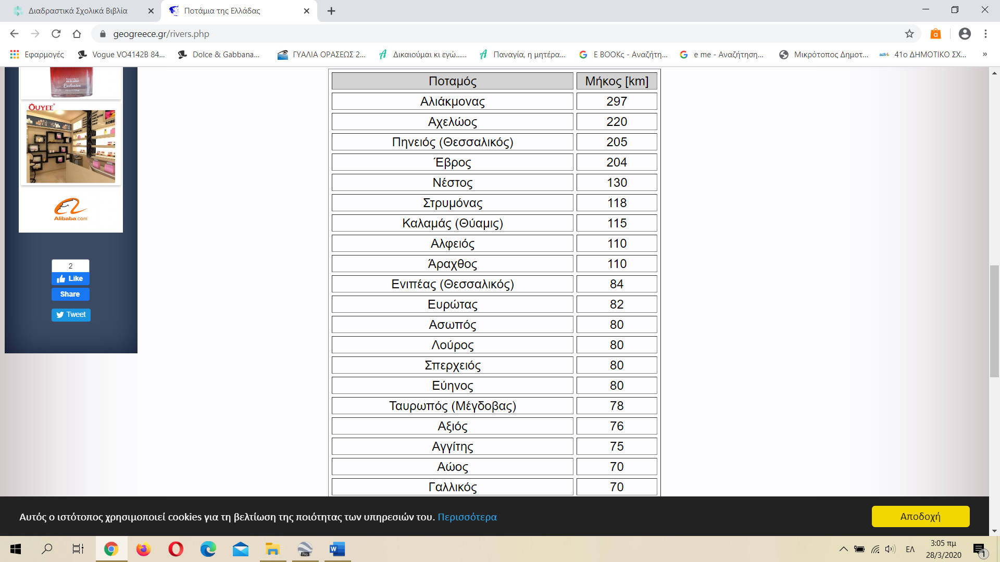 Διαδραστικά Σχολικά Βιβλία
Ποτάμια της Ελλάδας
geogreece.gr/rivers.php
Εφαρμογές
Vogue VO4142B 84...
Dolce & Gabbana...
ΓΥΑΛΙΑ ΟΡΑΣΕΩΣ 2...
Δικαιούμαι κι εγώ......
Παναγία, η μητέρα...
E BOOKς - Αναζήτη...
e me - Αναζήτηση...
Μικρότοπος Δημοτ...
41ο ΔΗΜΟΤΙΚΟ ΣΧ...
»
Exclusive
OUYEE
Alibaba.com
2
Like
Share
Tweet
Ποταμός Μήκος [km]
Αλιάκμονας 297
Αχελώος 220
Πηνειός (Θεσσαλικός) 205
Έβρος 204
Νέστος 130
Στρυμόνας 118
Καλαμάς (Θύαμις) 115
Αλφειός 110
Άραχθος 110
Ενιπέας (Θεσσαλικός) 84
Ευρώτας 82
Ασωπός 80
Λούρος 80
Σπερχειός 80
Εύηνος 80
Ταυρωπός (Μέγδοβας) 78
Αξιός 76
Αγγίτης 75
Αώος 70
Γαλλικός 70
Αυτός ο ιστότοπος χρησιμοποιεί cookies για τη βελτίωση της ποιότητας των υπηρεσιών του. Περισσότερα
Αποδοχή
Pro
ΕΛ
3:05 πμ
28/3/2020
1